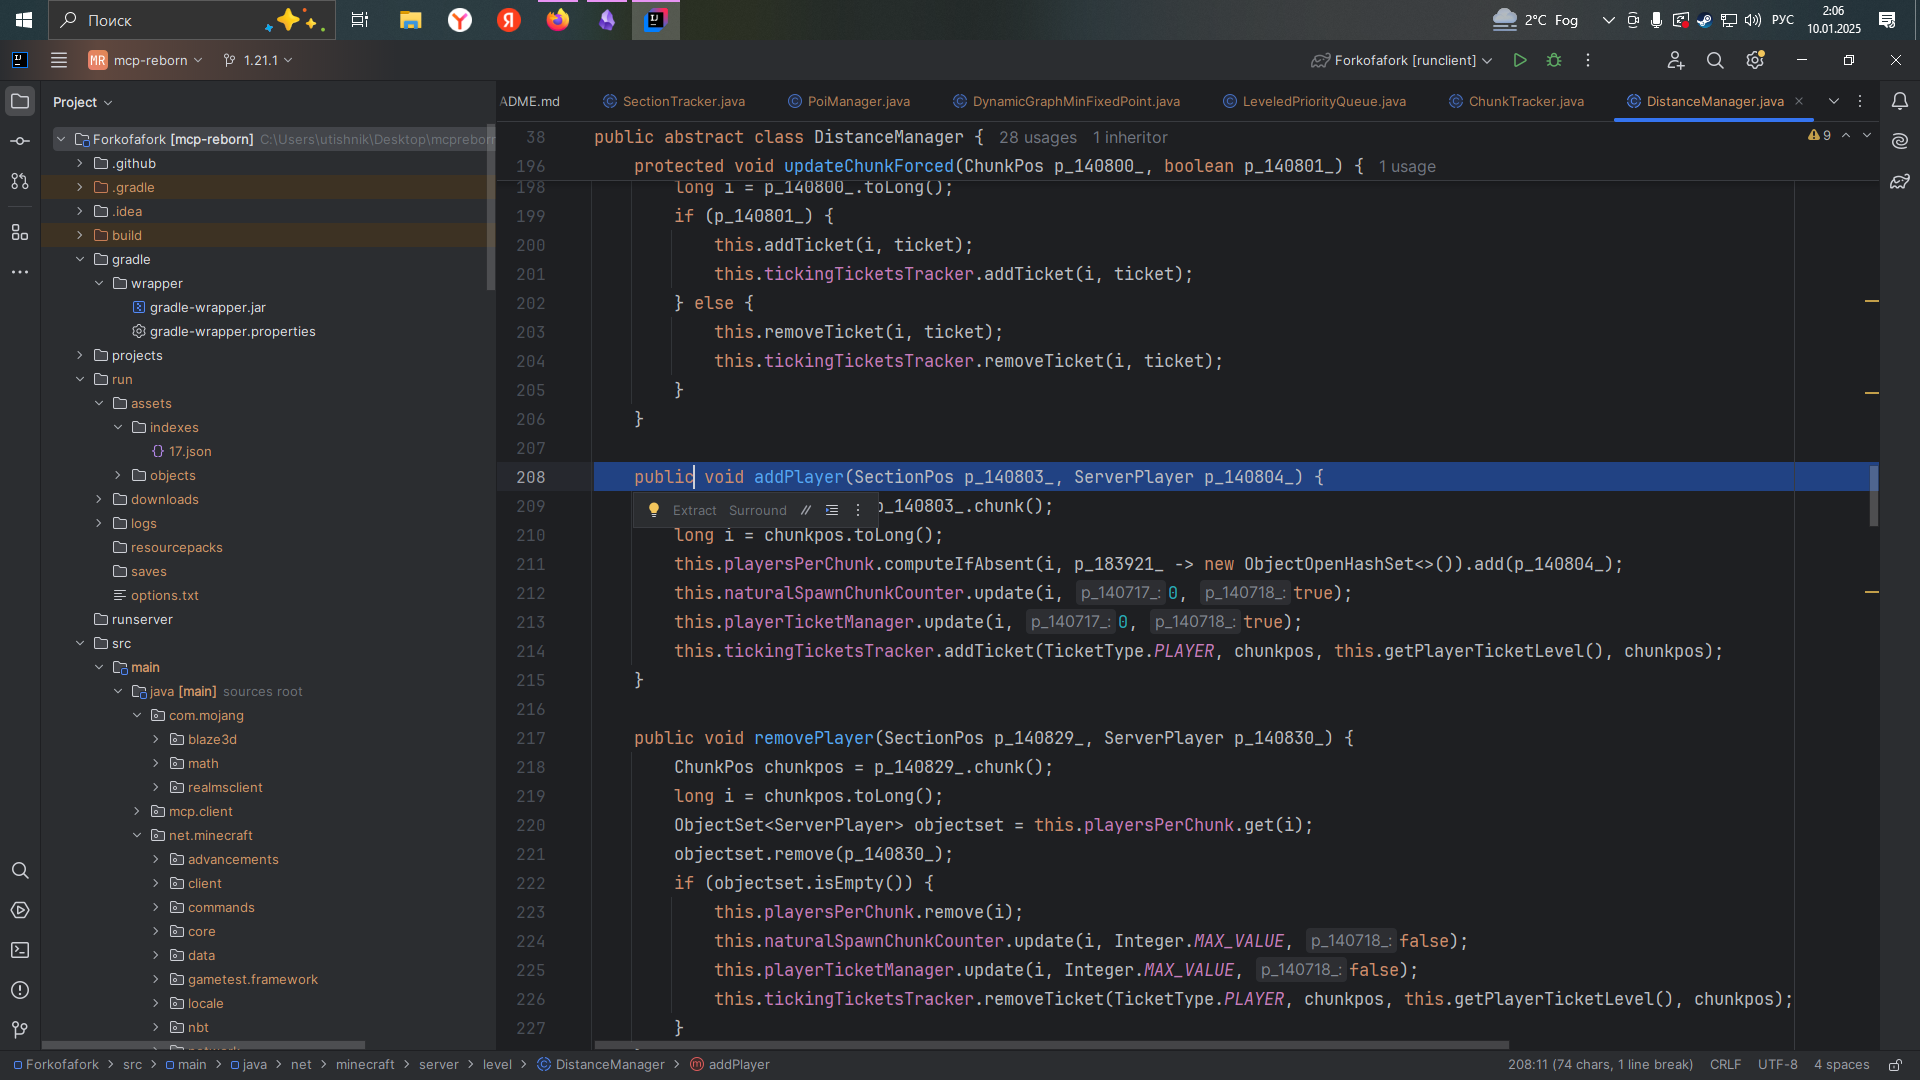 Поиск
2°C Fog
РУС
2:06
10.01.2025
MR mcp-reborn
1.21.1
Forkofafork [runclient]
Project
ADME.md
SectionTracker.java
PoiManager.java
DynamicGraphMinFixedPoint.java
LeveledPriorityQueue.java
ChunkTracker.java
DistanceManager.java
Forkofafork [mcp-reborn] C:\Users\utishnik\Desktop\mcprebor
.github
.gradle
.idea
build
gradle
wrapper
gradle-wrapper.jar
gradle-wrapper.properties
projects
run
assets
indexes
17.json
objects
downloads
logs
resourcepacks
saves
options.txt
runserver
src
main
java [main] sources root
com.mojang
blaze3d
math
realmsclient
mcp.client
net.minecraft
advancements
client
commands
core
data
gametest.framework
locale
nbt
network
38 public abstract class DistanceManager { 28 usages 1 inheritor
9
196 protected void updateChunkForced(ChunkPos p_140800_, boolean p_140801_) { 1 usage
198 long i = p_140800_.toLong();
199 if (p_140801_) {
200 this.addTicket(i, ticket);
201 this.tickingTicketsTracker.addTicket(i, ticket);
202 } else {
203 this.removeTicket(i, ticket);
204 this.tickingTicketsTracker.removeTicket(i, ticket);
205 }
206 }
207
208 public void addPlayer(SectionPos p_140803_, ServerPlayer p_140804_) {
209 p_140803_.chunk();
Extract Surround //
210 long i = chunkpos.toLong();
211 this.playersPerChunk.computeIfAbsent(i, p_183921_ -> new ObjectOpenHashSet<>()).add(p_140804_);
212 this.naturalSpawnChunkCounter.update(i, p_140717_: 0, p_140718_: true);
213 this.playerTicketManager.update(i, p_140717_: 0, p_140718_: true);
214 this.tickingTicketsTracker.addTicket(TicketType.PLAYER, chunkpos, this.getPlayerTicketLevel(), chunkpos);
215 }
216
217 public void removePlayer(SectionPos p_140829_, ServerPlayer p_140830_) {
218 ChunkPos chunkpos = p_140829_.chunk();
219 long i = chunkpos.toLong();
220 ObjectSet<ServerPlayer> objectset = this.playersPerChunk.get(i);
221 objectset.remove(p_140830_);
222 if (objectset.isEmpty()) {
223 this.playersPerChunk.remove(i);
224 this.naturalSpawnChunkCounter.update(i, Integer.MAX_VALUE, p_140718_: false);
225 this.playerTicketManager.update(i, Integer.MAX_VALUE, p_140718_: false);
226 this.tickingTicketsTracker.removeTicket(TicketType.PLAYER, chunkpos, this.getPlayerTicketLevel(), chunkpos);
227 }
Forkofafork > src > main > java > net > minecraft > server > level > DistanceManager > addPlayer
208:11 (74 chars, 1 line break) CRLF UTF-8 4 spaces